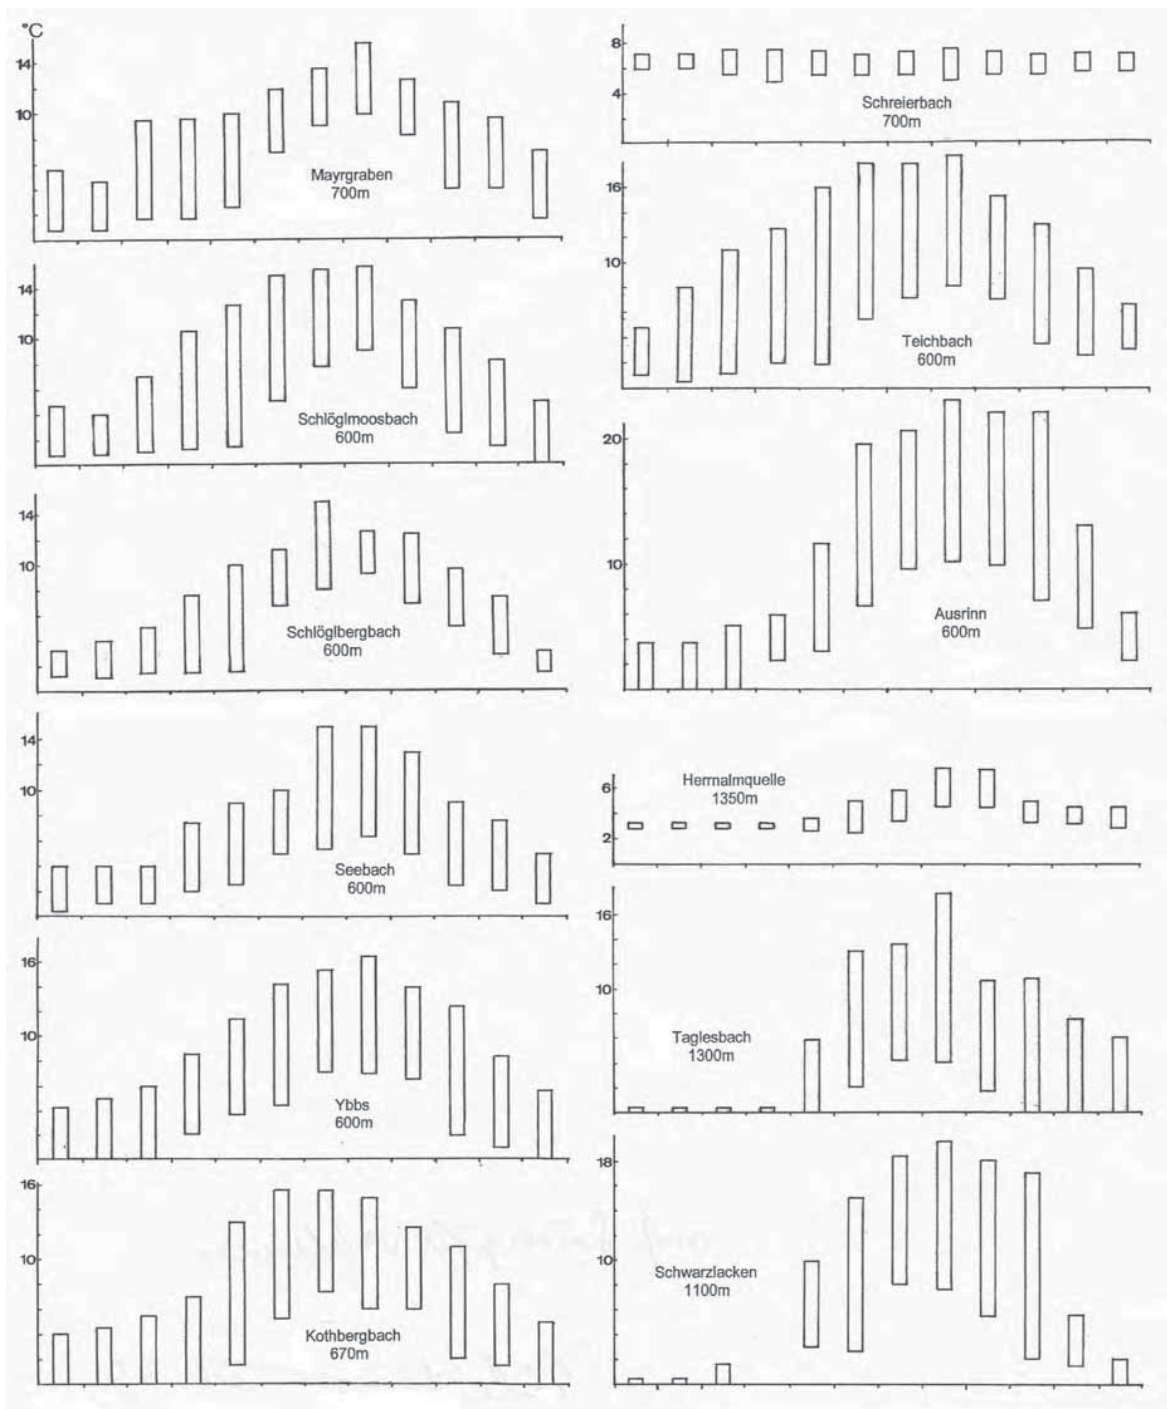 °C
14
10
Mayrgraben
700m
14
10
Schlöglmoosbach
600m
14
10
Schlöglbergbach
600m
14
10
Seebach
600m
16
10
Ybbs
600m
16
10
Kothbergbach
670m
8
4
Schreierbach
700m
16
10
Teichbach
600m
20
10
Ausrinn
600m
6
2
Herrnalmquelle
1350m
16
10
Taglesbach
1300m
18
10
Schwarzlacken
1100m